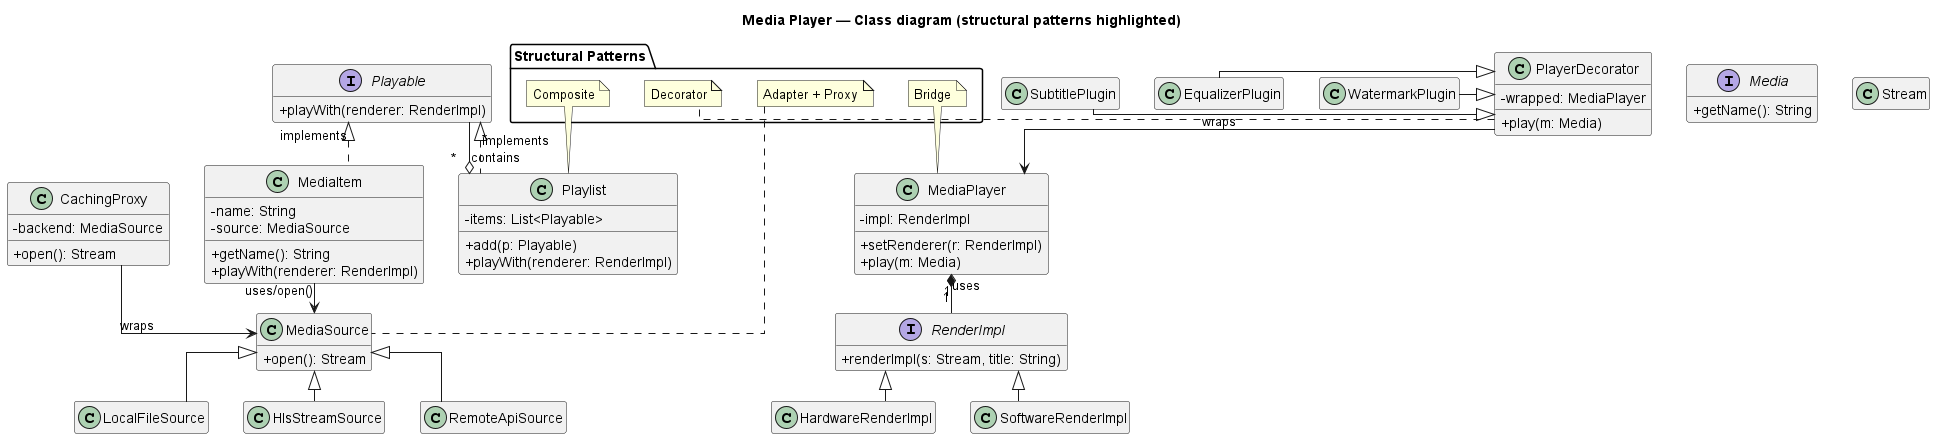 Media Player — Class diagram (structural patterns highlighted)
Structural Patterns
Composite
Decorator
Adapter + Proxy
Bridge
I Playable
+playWith(renderer: RenderImpl)
C SubtitlePlugin
C EqualizerPlugin
C WatermarkPlugin
C PlayerDecorator
-wrapped: MediaPlayer
+play(m: Media)
I Media
+getName(): String
C Stream
implements
implements
*
contains
wraps
C CachingProxy
-backend: MediaSource
+open(): Stream
C MediaItem
-name: String
-source: MediaSource
+getName(): String
+playWith(renderer: RenderImpl)
C Playlist
-items: List<Playable>
+add(p: Playable)
+playWith(renderer: RenderImpl)
C MediaPlayer
-impl: RenderImpl
+setRenderer(r: RenderImpl)
+play(m: Media)
uses/open()
uses
1
wraps
C MediaSource
+open(): Stream
I RenderImpl
+renderImpl(s: Stream, title: String)
C LocalFileSource
C HlsStreamSource
C RemoteApiSource
C HardwareRenderImpl
C SoftwareRenderImpl